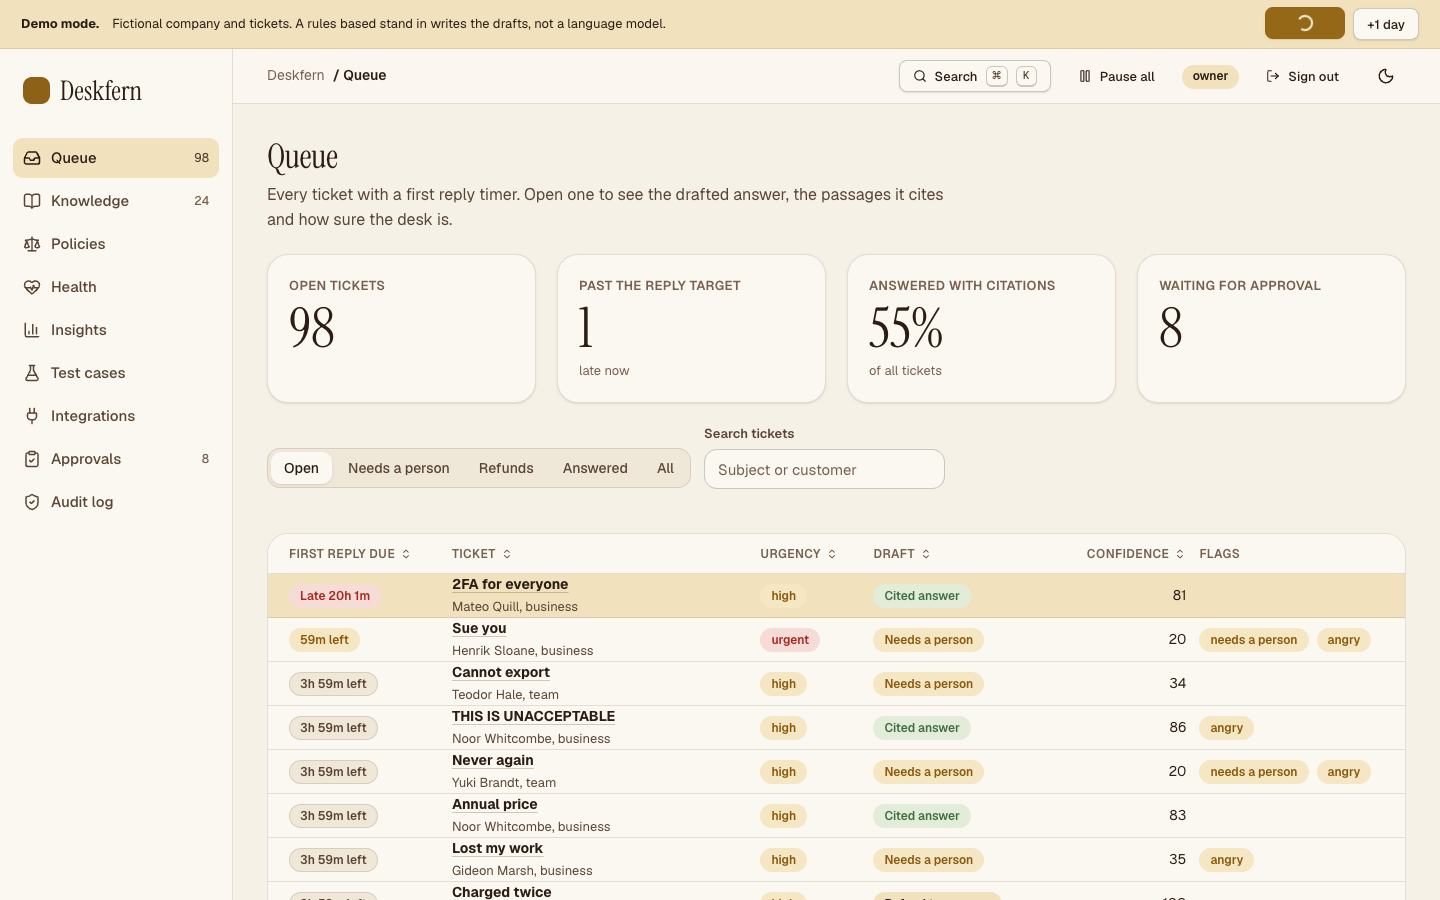 Demo mode. Fictional company and tickets. A rules based stand in writes the drafts, not a language model.
+1 day
Deskfern
Deskfern / Queue
Search ⌘ K
Pause all
owner
Sign out
Queue 98
Knowledge 24
Policies
Health
Insights
Test cases
Integrations
Approvals 8
Audit log
Queue
Every ticket with a first reply timer. Open one to see the drafted answer, the passages it cites
and how sure the desk is.
OPEN TICKETS
98
PAST THE REPLY TARGET
1
late now
ANSWERED WITH CITATIONS
55%
of all tickets
WAITING FOR APPROVAL
8
Search tickets
Open Needs a person Refunds Answered All
Subject or customer
FIRST REPLY DUE TICKET URGENCY DRAFT CONFIDENCE FLAGS
Late 20h 1m 2FA for everyone high Cited answer 81
Mateo Quill, business
59m left Sue you urgent Needs a person 20 needs a person angry
Henrik Sloane, business
3h 59m left Cannot export high Needs a person 34
Teodor Hale, team
3h 59m left THIS IS UNACCEPTABLE high Cited answer 86 angry
Noor Whitcombe, business
3h 59m left Never again high Needs a person 20 needs a person angry
Yuki Brandt, team
3h 59m left Annual price high Cited answer 83
Noor Whitcombe, business
3h 59m left Lost my work high Needs a person 35 angry
Gideon Marsh, business
Charged twice